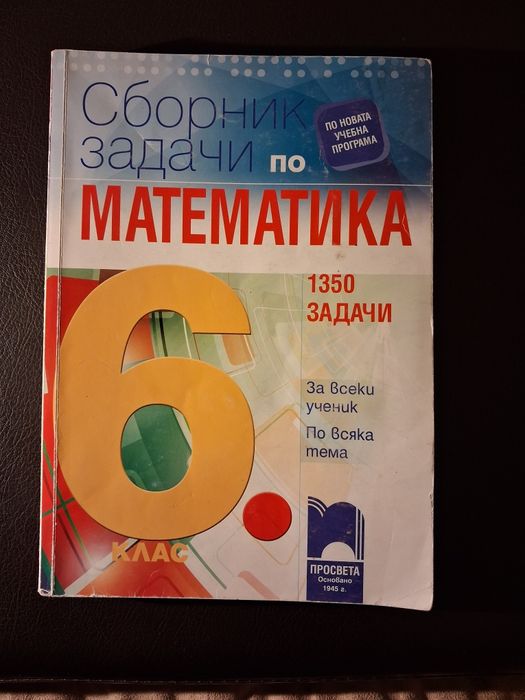 Сборник
задачи по
МАТЕМАТИКА
ПО НОВАТА
УЧЕБНА
ПРОГРАМА
1350
ЗАДАЧИ
За всеки
ученик
По всяка
тема
6.
КЛАС
ПРОСВЕТА
Основано
1945 г.